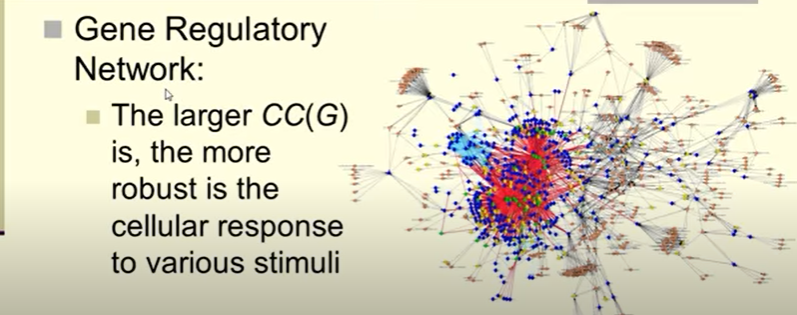 Gene Regulatory
Network:
The larger CC(G)
is, the more
robust is the
cellular response
to various stimuli